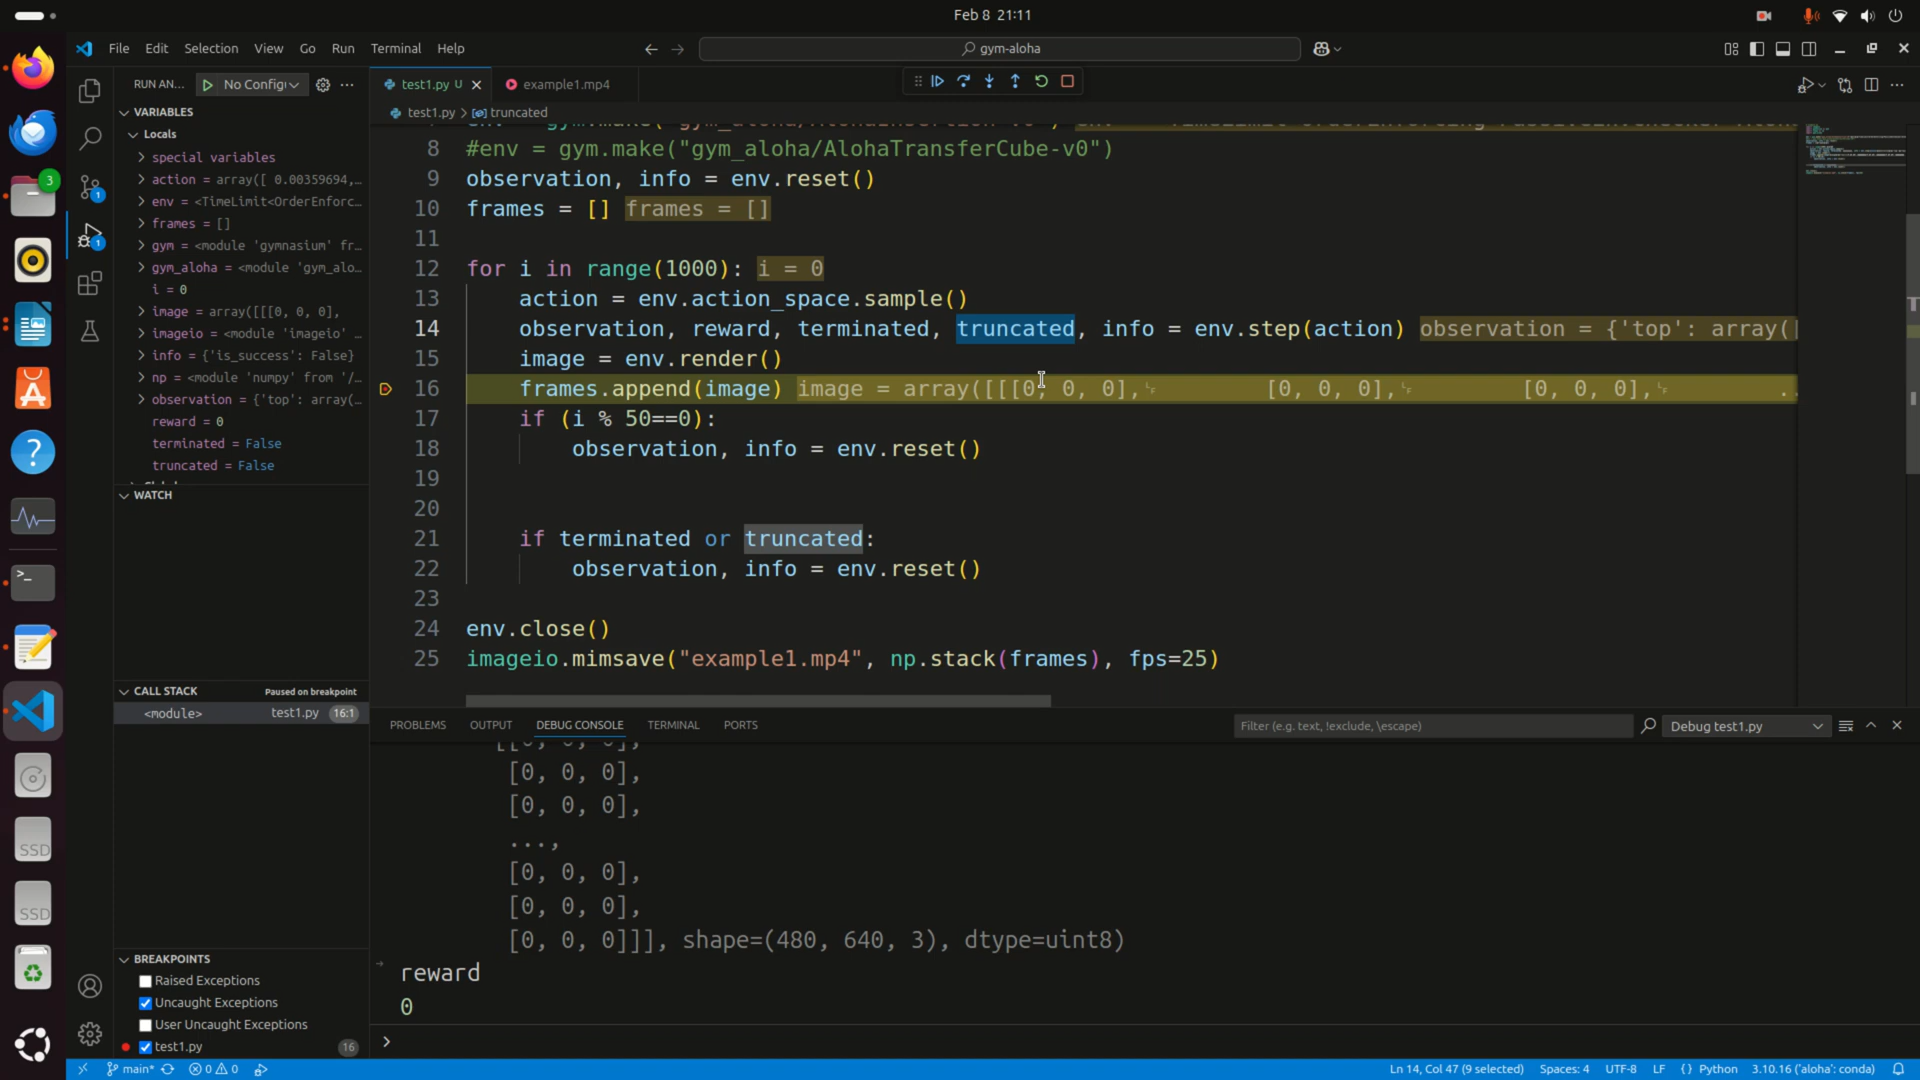 Feb 8 21:11
File Edit Selection View Go Run Terminal Help
gym-aloha
3
RUN AN... No Config
test1.py U
example1.mp4
test1.py > truncated
VARIABLES
Locals
special variables
action = array([ 0.00359694,...
env = <TimeLimit<OrderEnforc...
frames = []
gym = <module 'gymnasium' fr...
gym_aloha = <module 'gym_alo...
i = 0
image = array([[[0, 0, 0],
imageio = <module 'imageio' ...
info = {'is_success': False}
np = <module 'numpy' from '/...
observation = {'top': array(...
reward = 0
terminated = False
truncated = False
WATCH
CALL STACK Paused on breakpoint
<module> test1.py 16:1
BREAKPOINTS
Raised Exceptions
Uncaught Exceptions
User Uncaught Exceptions
test1.py 16
8 #env = gym.make("gym_aloha/AlohaTransferCube-v0")
9 observation, info = env.reset()
10 frames = [] frames = []
11
12 for i in range(1000): i = 0
13 action = env.action_space.sample()
14 observation, reward, terminated, truncated, info = env.step(action) observation = {'top': array([
15 image = env.render()
16 frames.append(image) image = array([[[0, 0, 0], [0, 0, 0], [0, 0, 0], ..
17 if (i % 50==0):
18 observation, info = env.reset()
19
20
21 if terminated or truncated:
22 observation, info = env.reset()
23
24 env.close()
25 imageio.mimsave("example1.mp4", np.stack(frames), fps=25)
PROBLEMS OUTPUT DEBUG CONSOLE TERMINAL PORTS
Filter (e.g. text, !exclude, \escape)
Debug test1.py
[[0, 0, 0],
[0, 0, 0],
[0, 0, 0],
...,
[0, 0, 0],
[0, 0, 0],
[0, 0, 0]]], shape=(480, 640, 3), dtype=uint8)
reward
0
>
SSD
SSD
main* 0 0
Ln 14, Col 47 (9 selected) Spaces: 4 UTF-8 LF {} Python 3.10.16 ('aloha': conda)